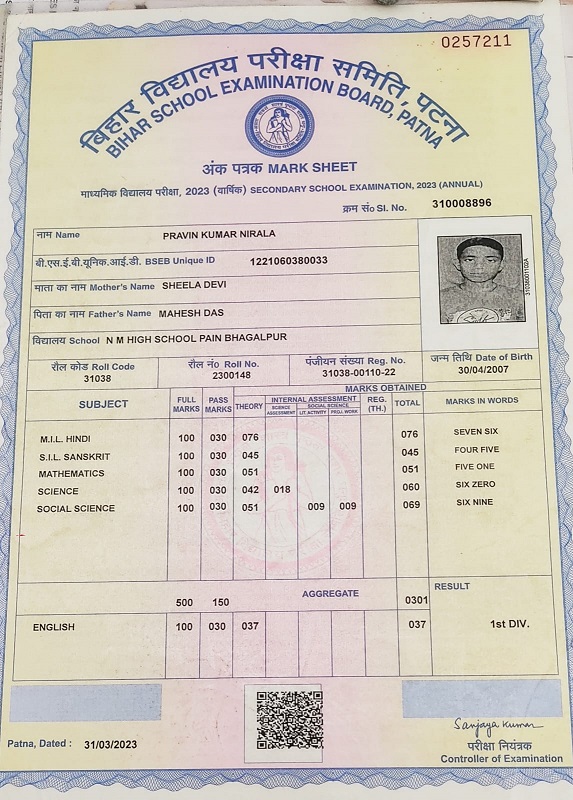 0257211
बिहार विद्यालय परीक्षा समिति, पटना
BIHAR SCHOOL EXAMINATION BOARD, PATNA
अंक पत्रक MARK SHEET
माध्यमिक विद्यालय परीक्षा, 2023 (वार्षिक) SECONDARY SCHOOL EXAMINATION, 2023 (ANNUAL)
क्रम सं० Sl. No. 310008896
नाम Name PRAVIN KUMAR NIRALA
बी.एस.ई.बी.यूनिक.आई.डी. BSEB Unique ID 1221060380033
माता का नाम Mother's Name SHEELA DEVI
पिता का नाम Father's Name MAHESH DAS
विद्यालय School N M HIGH SCHOOL PAIN BHAGALPUR
रौल कोड Roll Code रौल नं० Roll No. पंजीयन संख्या Reg. No. जन्म तिथि Date of Birth
31038 2300148 31038-00110-22 30/04/2007
MARKS OBTAINED
SUBJECT FULL MARKS PASS MARKS THEORY INTERNAL ASSESSMENT REG. (TH.) TOTAL MARKS IN WORDS
SCIENCE ASSESSMENT SOCIAL SCIENCE
LIT. ACTIVITY PROJ. WORK
M.I.L. HINDI 100 030 076 076 SEVEN SIX
S.I.L. SANSKRIT 100 030 045 045 FOUR FIVE
MATHEMATICS 100 030 051 051 FIVE ONE
SCIENCE 100 030 042 018 060 SIX ZERO
SOCIAL SCIENCE 100 030 051 009 009 069 SIX NINE
AGGREGATE RESULT
500 150 0301
ENGLISH 100 030 037 037 1st DIV.
Sanjaya Kumar
Patna, Dated : 31/03/2023
परीक्षा नियंत्रक
Controller of Examination